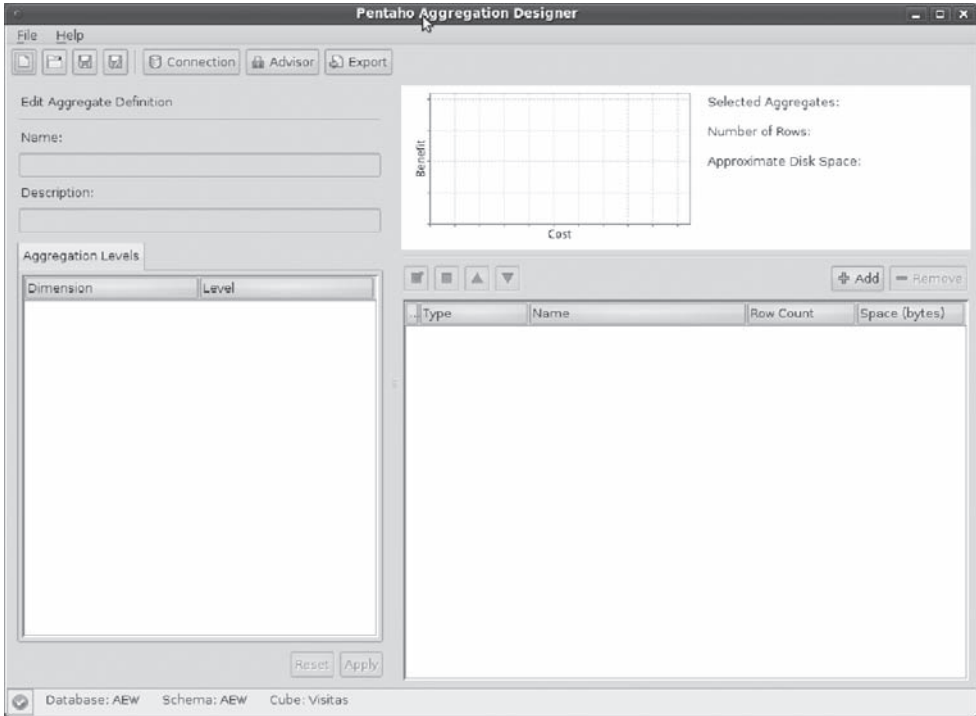 Pentaho Aggregation Designer
File Help
Connection Advisor Export
Edit Aggregate Definition
Name:
Description:
Aggregation Levels
Dimension Level
Reset Apply
Benefit
Cost
Selected Aggregates:
Number of Rows:
Approximate Disk Space:
Add Remove
... Type Name Row Count Space (bytes)
Database: AEW Schema: AEW Cube: Visitas